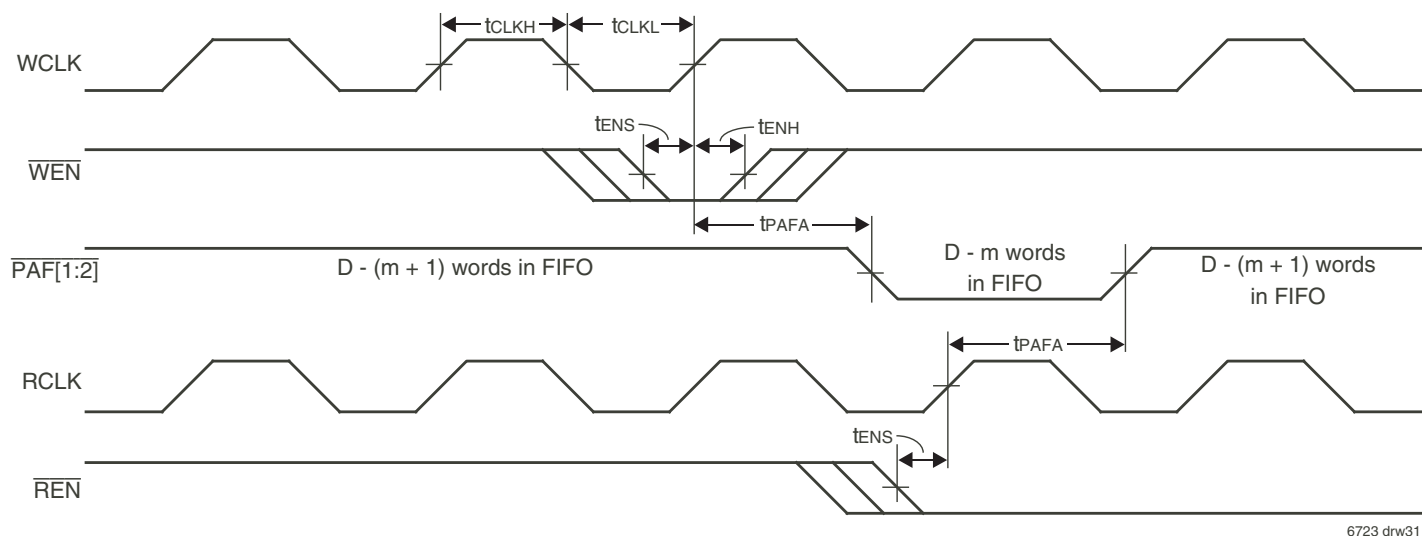 tCLKH
tCLKL
WCLK
tENS
tENH
WEN
tPAFA
PAF[1:2]
D - (m + 1) words in FIFO
D - m words
in FIFO
D - (m + 1) words
in FIFO
tPAFA
RCLK
tENS
REN
6723 drw31